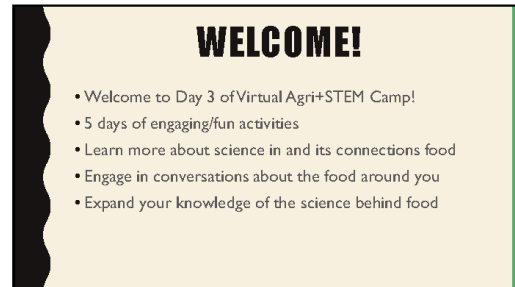 WELCOME!
• Welcome to Day 3 of Virtual Agri+STEM Camp!
• 5 days of engaging/fun activities
• Learn more about science in and its connections food
• Engage in conversations about the food around you
• Expand your knowledge of the science behind food